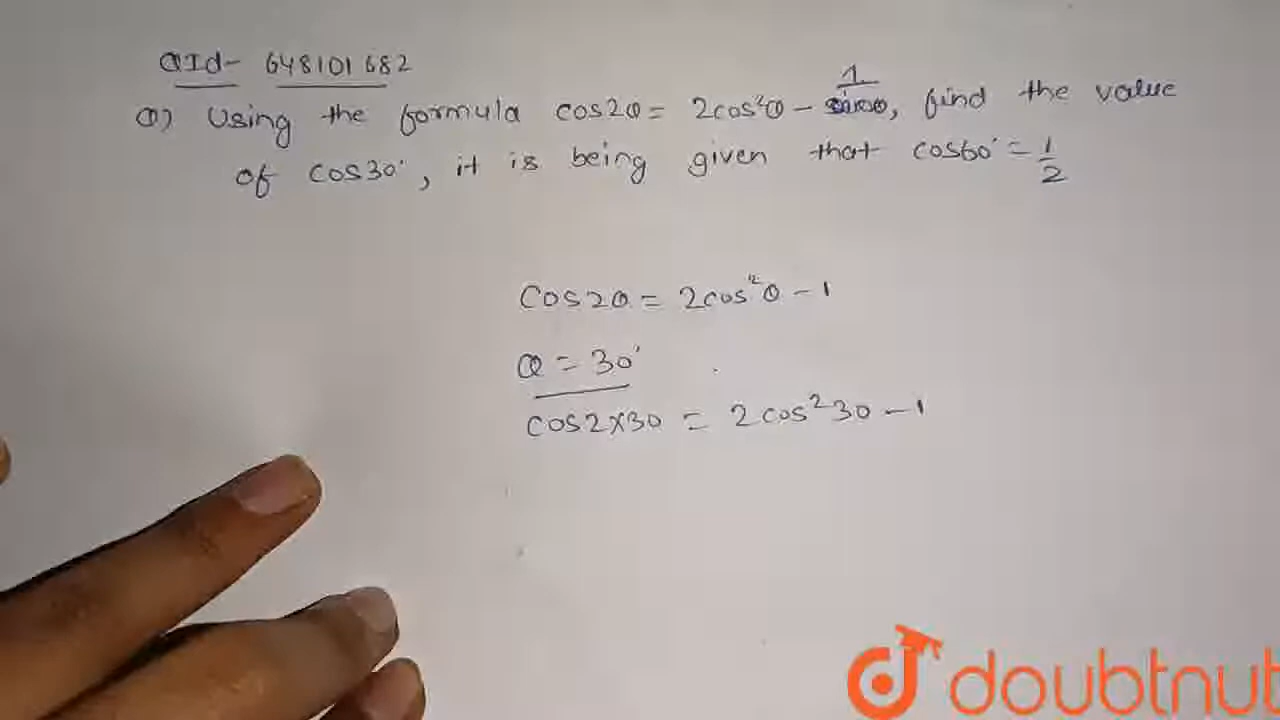 QId- 648101682
Q) Using the formula cos2θ = 2cos²θ - 1, find the value
of cos30°, it is being given that cos60° = 1/2
cos2θ = 2cos²θ - 1
θ = 30°
cos2×30 = 2cos²30 - 1
doubtnut